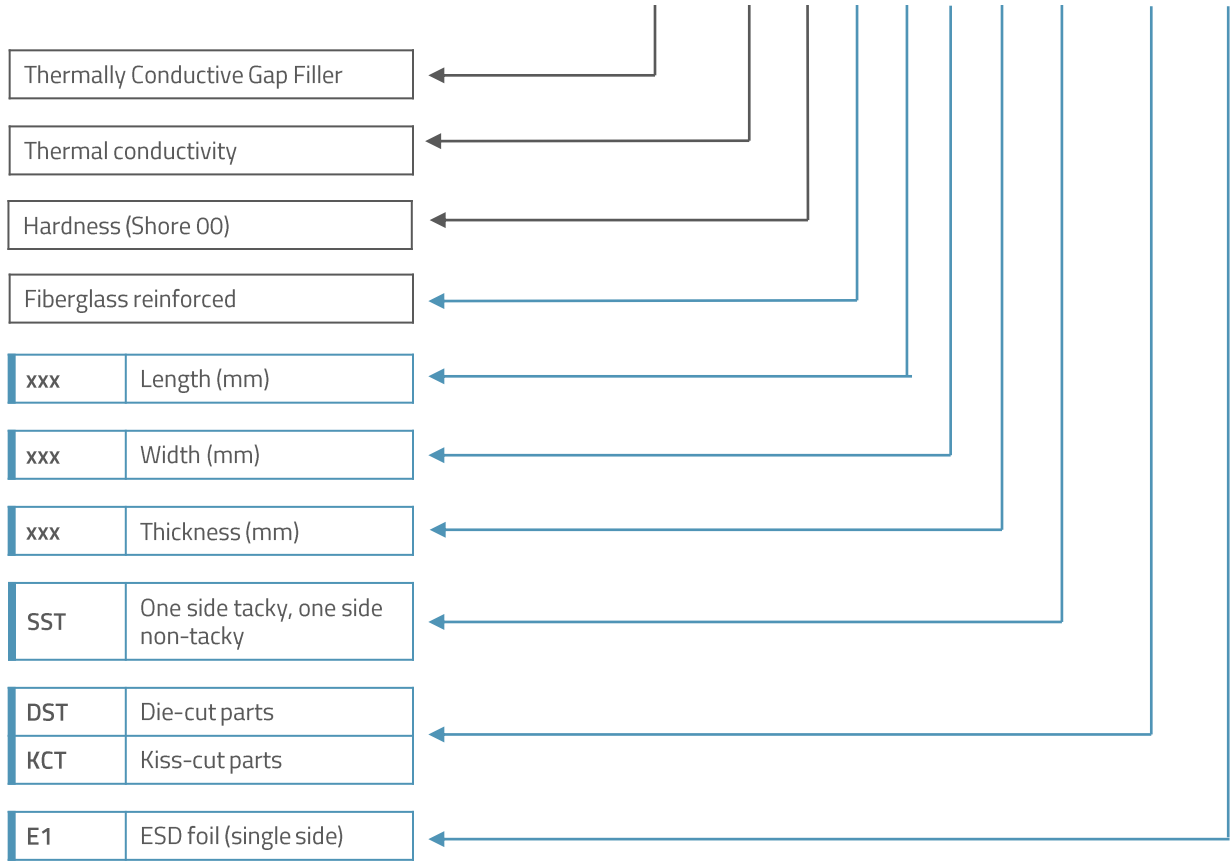 Thermally Conductive Gap Filler
Thermal conductivity
Hardness (Shore 00)
Fiberglass reinforced
xxx Length (mm)
xxx Width (mm)
xxx Thickness (mm)
SST One side tacky, one side
non-tacky
DST Die-cut parts
KCT Kiss-cut parts
E1 ESD foil (single side)